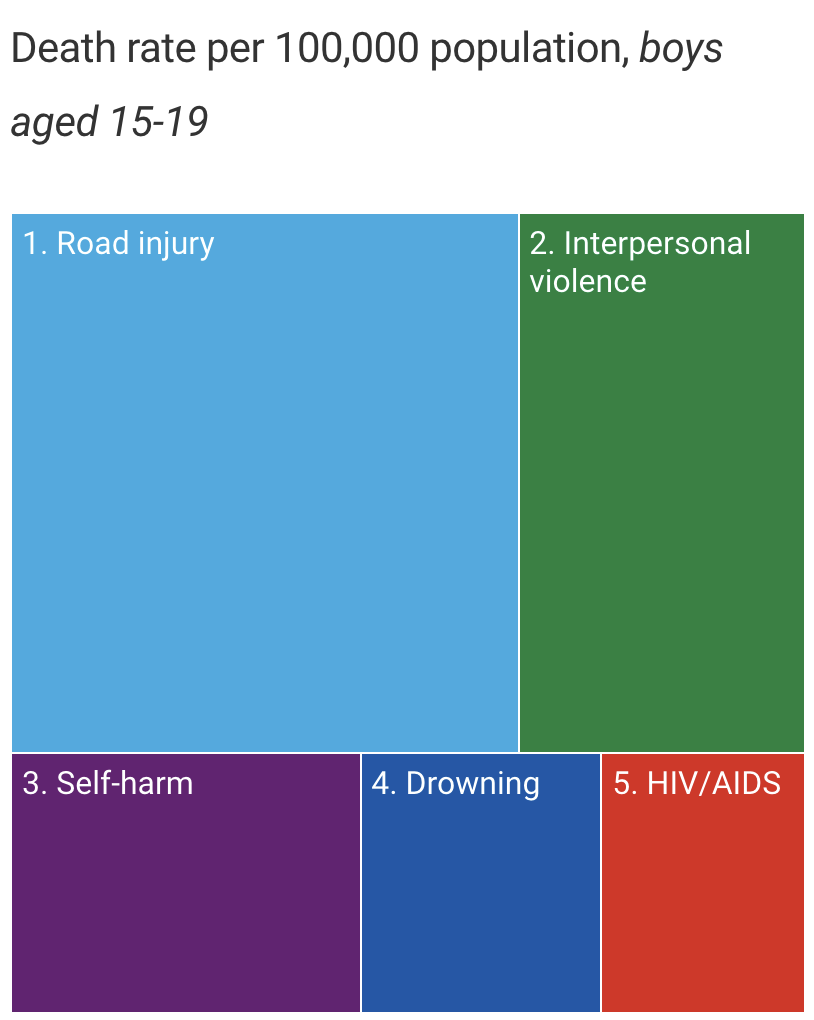 Death rate per 100,000 population, boys
aged 15-19
1. Road injury
2. Interpersonal
violence
3. Self-harm
4. Drowning
5. HIV/AIDS